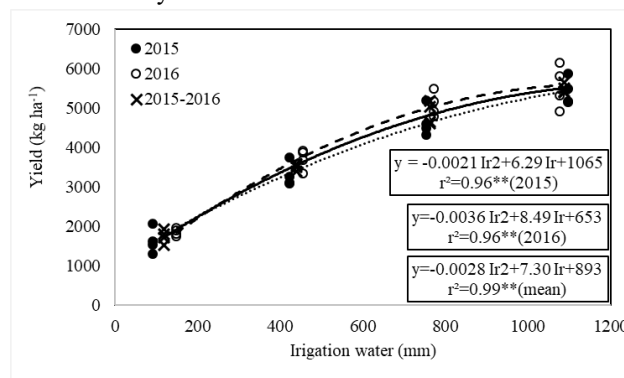 7000
6000
5000
4000
3000
2000
1000
0
Yield (kg ha⁻¹)
2015
2016
2015-2016
y = -0.0021 Ir2+6.29 Ir+1065
r²=0.96**(2015)
y=-0.0036 Ir2+8.49 Ir+653
r²=0.96**(2016)
y=-0.0028 Ir2+7.30 Ir+893
r²=0.99**(mean)
0 200 400 600 800 1000 1200
Irigation water (mm)